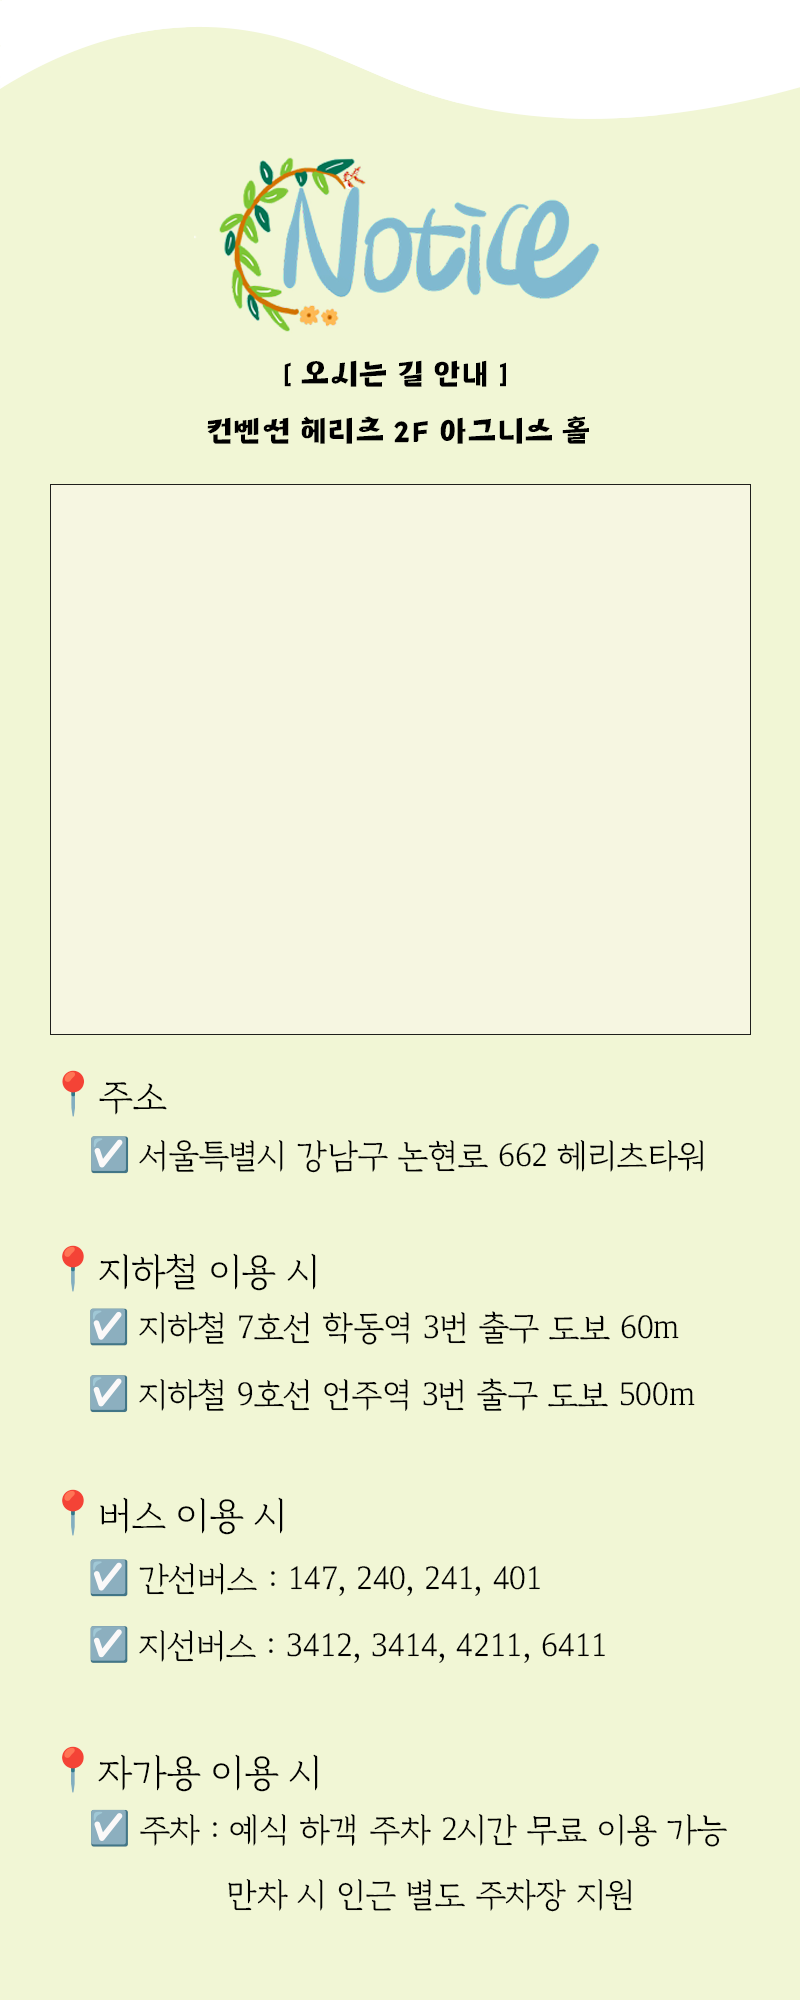 Notice
[ 오시는 길 안내 ]
컨벤션 헤리츠 2F 아그니스 홀
주소
서울특별시 강남구 논현로 662 헤리츠타워
지하철 이용 시
지하철 7호선 학동역 3번 출구 도보 60m
지하철 9호선 언주역 3번 출구 도보 500m
버스 이용 시
간선버스 : 147, 240, 241, 401
지선버스 : 3412, 3414, 4211, 6411
자가용 이용 시
주차 : 예식 하객 주차 2시간 무료 이용 가능
만차 시 인근 별도 주차장 지원